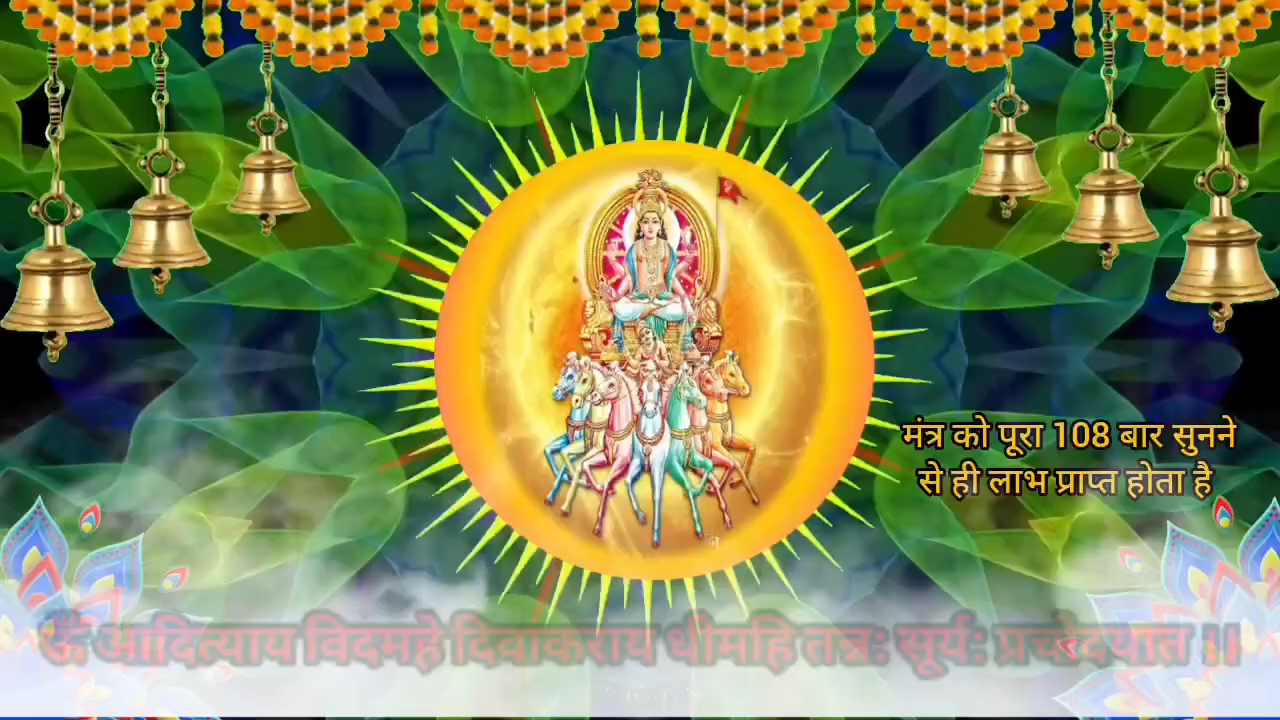 मंत्र को पूरा 108 बार सुनने
से ही लाभ प्राप्त होता है
ॐ आदित्याय विदमहे दिवाकराय धीमहि तन्नः सूर्यः प्रचोदयात ।।